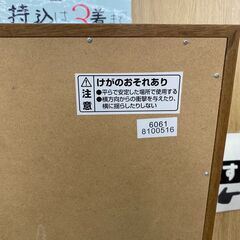 持込は3着
注意
けがのおそれあり
●平らで安定した場所で使用する
●横方向からの衝撃を与えたり、
横に揺らしたりしない
6061
8100516
す